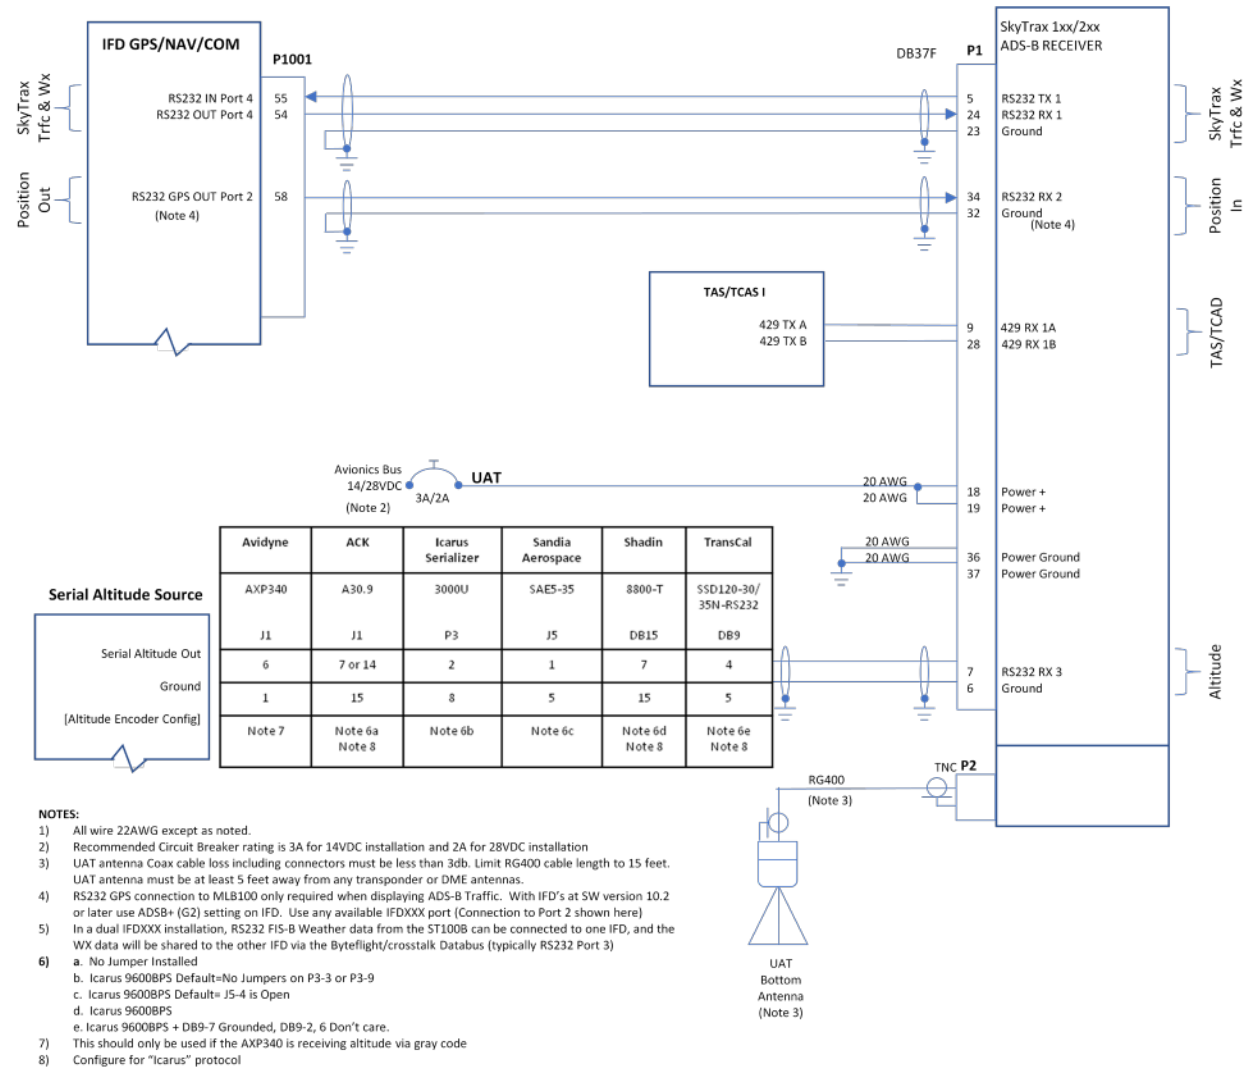 IFD GPS/NAV/COM
P1001
SkyTrax
Trfc & Wx
RS232 IN Port 4 55
RS232 OUT Port 4 54
Position
Out
RS232 GPS OUT Port 2 58
(Note 4)
DB37F P1
SkyTrax 1xx/2xx
ADS-B RECEIVER
5 RS232 TX 1
24 RS232 RX 1
23 Ground
SkyTrax
Trfc & Wx
34 RS232 RX 2
32 Ground
(Note 4)
Position
In
TAS/TCAS I
429 TX A
429 TX B
9 429 RX 1A
28 429 RX 1B
TAS/TCAD
Avionics Bus
14/28VDC
(Note 2)
3A/2A
UAT
20 AWG
20 AWG
18 Power +
19 Power +
20 AWG
20 AWG
36 Power Ground
37 Power Ground
Serial Altitude Source
Serial Altitude Out
Ground
[Altitude Encoder Config]
Avidyne ACK Icarus Serializer Sandia Aerospace Shadin TransCal
AXP340 A30.9 3000U SAE5-35 8800-T SSD120-30/
35N-RS232
J1 J1 P3 J5 DB15 DB9
6 7 or 14 2 1 7 4
1 15 8 5 15 5
Note 7 Note 6a Note 6b Note 6c Note 6d Note 6e
Note 8 Note 8 Note 8
7 RS232 RX 3
6 Ground
Altitude
TNC P2
RG400
(Note 3)
UAT
Bottom
Antenna
(Note 3)
NOTES:
1) All wire 22AWG except as noted.
2) Recommended Circuit Breaker rating is 3A for 14VDC installation and 2A for 28VDC installation
3) UAT antenna Coax cable loss including connectors must be less than 3db. Limit RG400 cable length to 15 feet.
UAT antenna must be at least 5 feet away from any transponder or DME antennas.
4) RS232 GPS connection to MLB100 only required when displaying ADS-B Traffic. With IFD's at SW version 10.2
or later use ADSB+ (G2) setting on IFD. Use any available IFDXXX port (Connection to Port 2 shown here)
5) In a dual IFDXXX installation, RS232 FIS-B Weather data from the ST100B can be connected to one IFD, and the
WX data will be shared to the other IFD via the Byteflight/crosstalk Databus (typically RS232 Port 3)
6) a. No Jumper Installed
b. Icarus 9600BPS Default=No Jumpers on P3-3 or P3-9
c. Icarus 9600BPS Default= J5-4 is Open
d. Icarus 9600BPS
e. Icarus 9600BPS + DB9-7 Grounded, DB9-2, 6 Don't care.
7) This should only be used if the AXP340 is receiving altitude via gray code
8) Configure for "Icarus" protocol